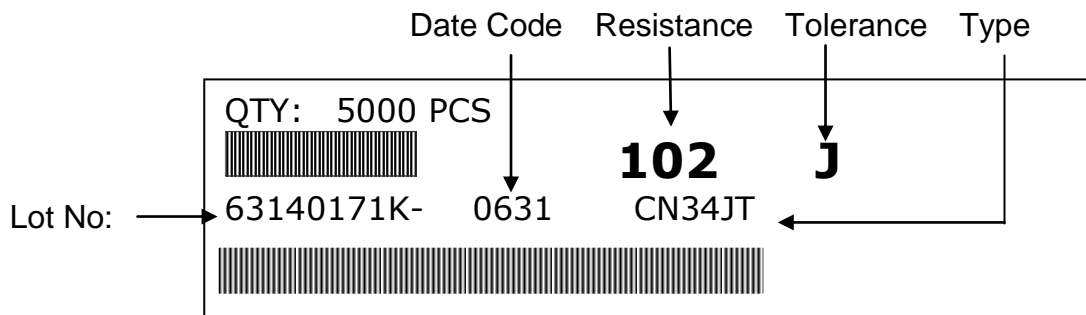 Date Code Resistance Tolerance Type
QTY: 5000 PCS
102 J
Lot No: 63140171K- 0631 CN34JT